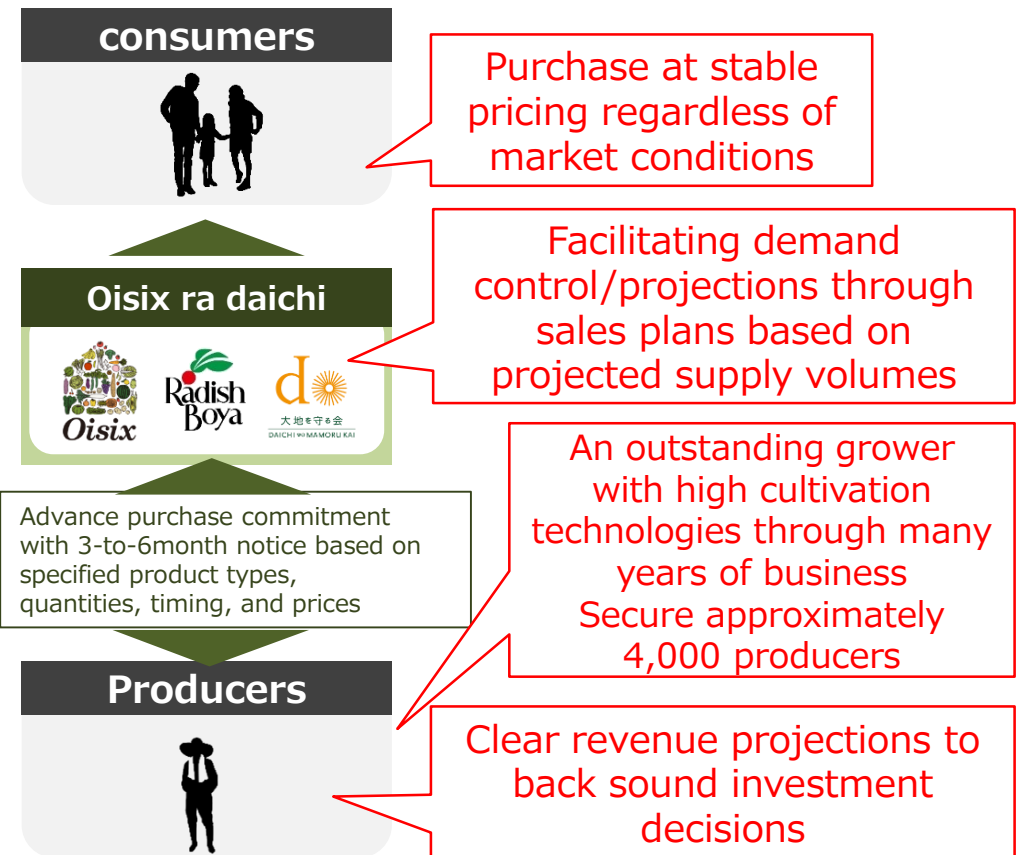 consumers
Purchase at stable
pricing regardless of
market conditions
Oisix ra daichi
Oisix
Radish
Boya
do
大地を守る会
DAICHI WO MAMORU KAI
Facilitating demand
control/projections through
sales plans based on
projected supply volumes
Advance purchase commitment
with 3-to-6month notice based on
specified product types,
quantities, timing, and prices
An outstanding grower
with high cultivation
technologies through many
years of business
Secure approximately
4,000 producers
Producers
Clear revenue projections to
back sound investment
decisions